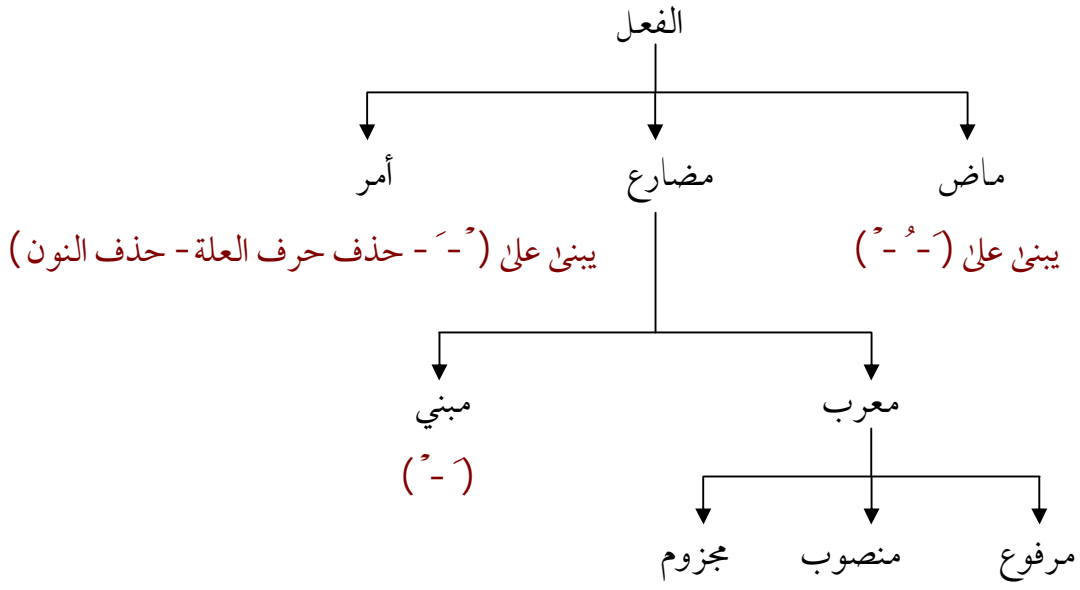 الفعل
ماض مضارع أمر
يبنىٰ علىٰ (َ - ُ - ْ) يبنىٰ علىٰ (ْ - َ - حذف حرف العلة - حذف النون)
معرب مبني
(َ - ْ)
مرفوع منصوب مجزوم